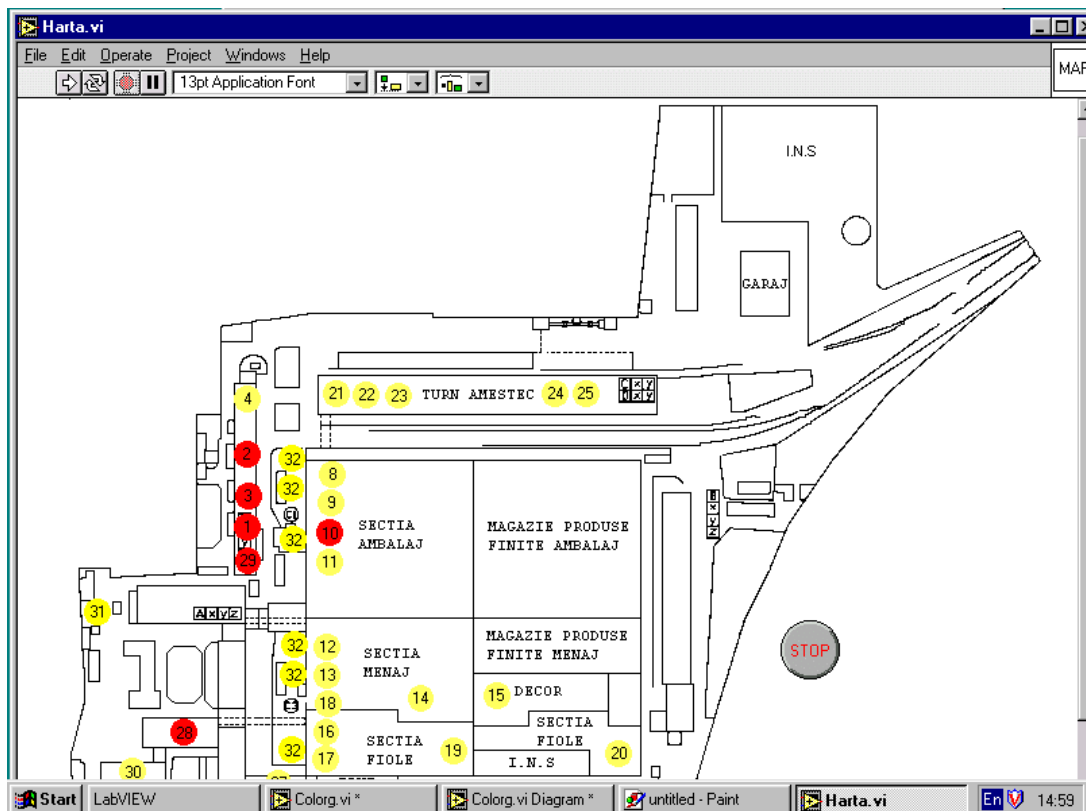 Harta.vi
File Edit Operate Project Windows Help
13pt Application Font
MAP
I.N.S
GARAJ
21 22 23 TURN AMESTEC 24 25
C x y
D x y
4
2
32
8
32
3
9
B
x
y
z
C1
1
32
10
SECTIA
AMBALAJ
MAGAZIE PRODUSE
FINITE AMBALAJ
29
11
31
A x y z
32
12
SECTIA
MENAJ
MAGAZIE PRODUSE
FINITE MENAJ
STOP
32
13
14
15 DECOR
18
28
16
SECTIA
FIOLE
SECTIA
FIOLE
32
17
19
20
I.N.S
30
Start LabVIEW Colorg.vi * Colorg.vi Diagram * untitled - Paint Harta.vi En 14:59